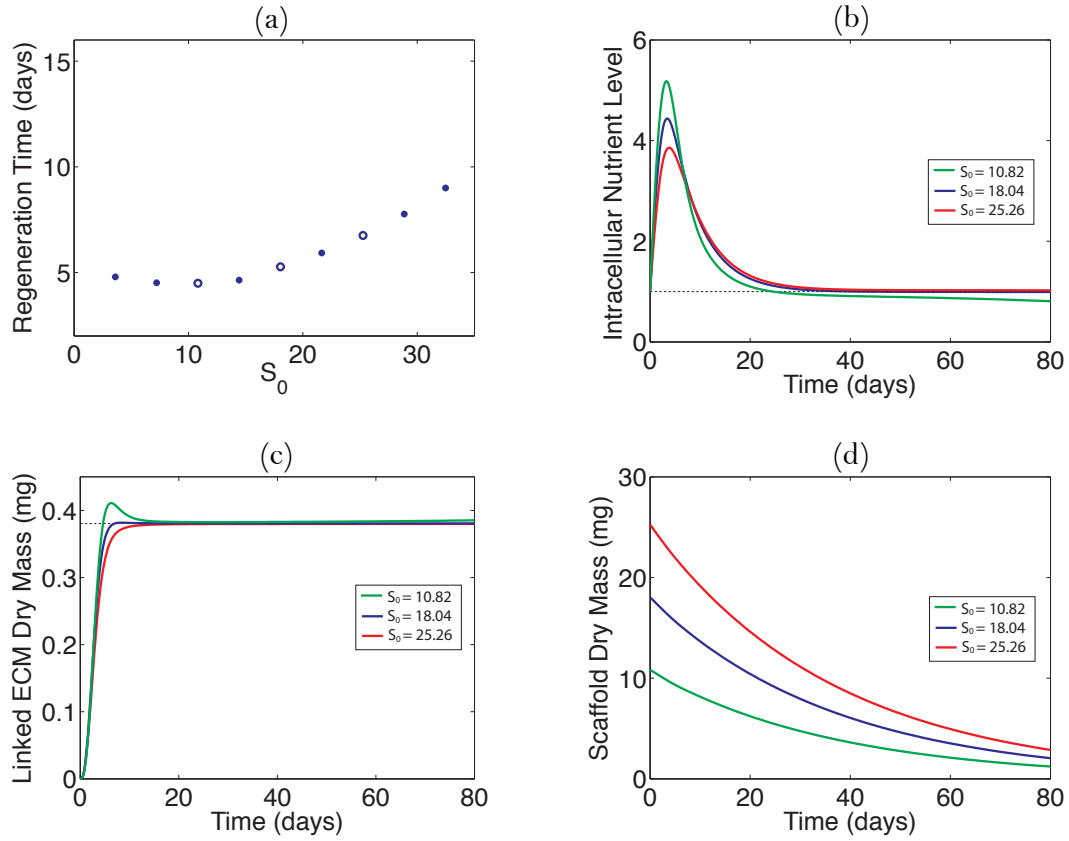 (a)
15
10
5
0
10
20
30
Regeneration Time (days)
S₀
(b)
6
4
2
0
0
20
40
60
80
Intracellular Nutrient Level
Time (days)
S₀ = 10.82
S₀ = 18.04
S₀ = 25.26
(c)
0.4
0.3
0.2
0.1
0
0
20
40
60
80
Linked ECM Dry Mass (mg)
Time (days)
S₀ = 10.82
S₀ = 18.04
S₀ = 25.26
(d)
30
20
10
0
0
20
40
60
80
Scaffold Dry Mass (mg)
Time (days)
S₀ = 10.82
S₀ = 18.04
S₀ = 25.26